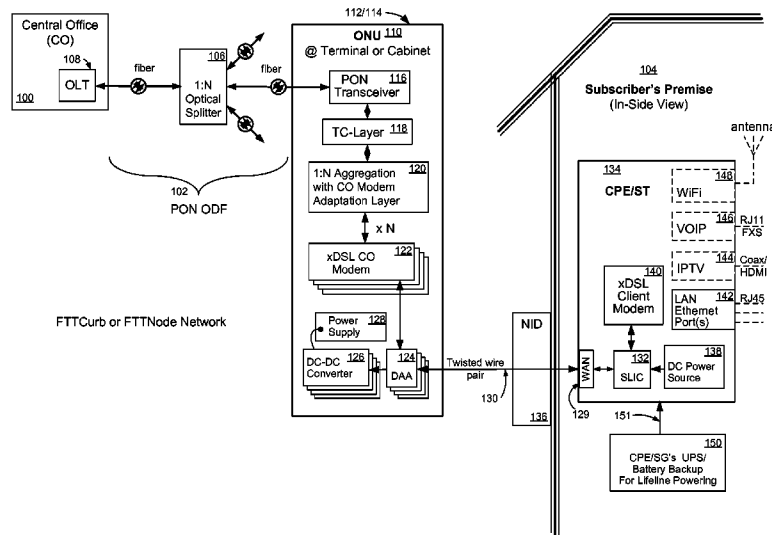 112/114
Central Office
(CO)
108
OLT
100
fiber
106
1:N
Optical
Splitter
fiber
102
PON ODF
ONU 110
@ Terminal or Cabinet
PON 116
Transceiver
TC-Layer 118
1:N Aggregation 120
with CO Modem
Adaptation Layer
x N
xDSL CO 122
Modem
Power 128
Supply
DC-DC 126
Converter
124
DAA
FTTCurb or FTTNode Network
Twisted wire
pair
130
NID
136
104
Subscriber's Premise
(In-Side View)
antenna
134
CPE/ST
148
WiFi
146
VOIP
RJ11
FXS
144
IPTV
Coax/
HDMI
140
xDSL
Client
Modem
LAN 142
Ethernet
Port(s)
RJ45
WAN
129
132
SLIC
138
DC Power
Source
151
150
CPE/SG's UPS/
Battery Backup
For Lifeline Powering